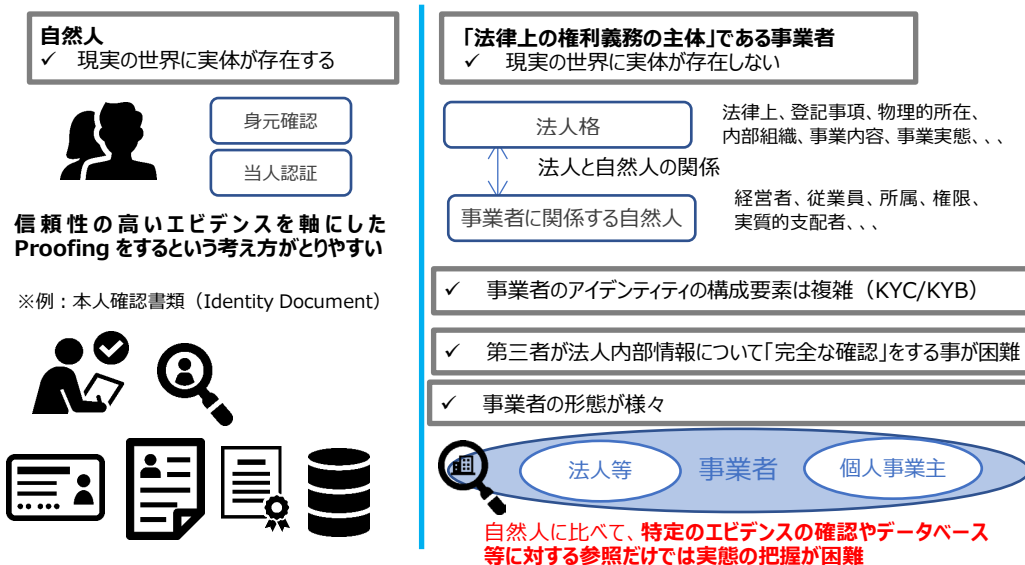 自然人
✓ 現実の世界に実体が存在する
身元確認
当人認証
信頼性の高いエビデンスを軸にした
Proofing をするという考え方がとりやすい
※例：本人確認書類（Identity Document）
「法律上の権利義務の主体」である事業者
✓ 現実の世界に実体が存在しない
法人格
法律上、登記事項、物理的所在、
内部組織、事業内容、事業実態、、、
法人と自然人の関係
事業者に関係する自然人
経営者、従業員、所属、権限、
実質的支配者、、、
✓ 事業者のアイデンティティの構成要素は複雑（KYC/KYB）
✓ 第三者が法人内部情報について「完全な確認」をする事が困難
✓ 事業者の形態が様々
法人等
事業者
個人事業主
自然人に比べて、特定のエビデンスの確認やデータベース
等に対する参照だけでは実態の把握が困難